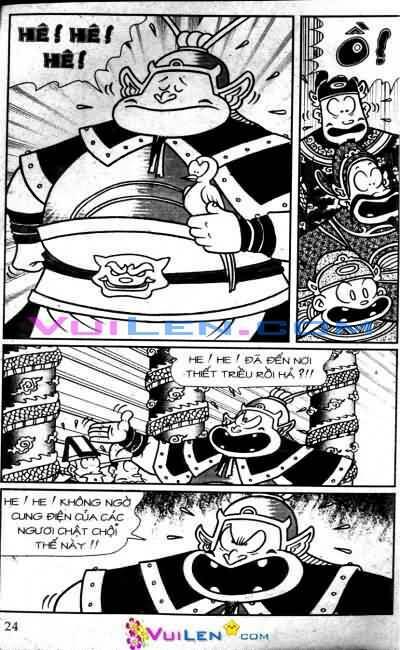 HÊ! HÊ!
HÊ!
Ồ!
VUILEN.COM
HE! HE! ĐÃ ĐẾN NƠI
THIẾT TRIỀU RỒI HẢ?!!
HE! HE! KHÔNG NGỜ
CUNG ĐIỆN CỦA CÁC
NGƯƠI CHẬT CHỘI
THẾ NÀY!!
24
VUILEN.COM